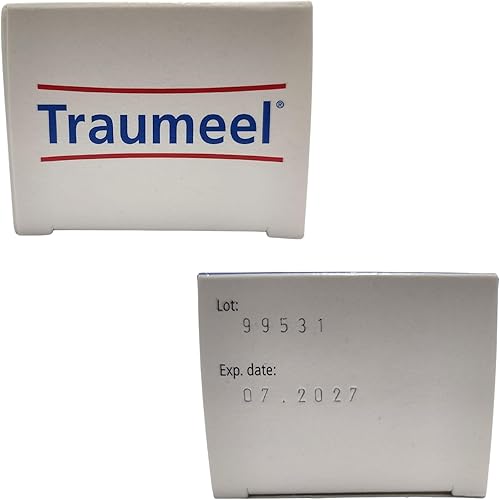 Traumeel®
Lot:
99531
Exp. date:
07.2027